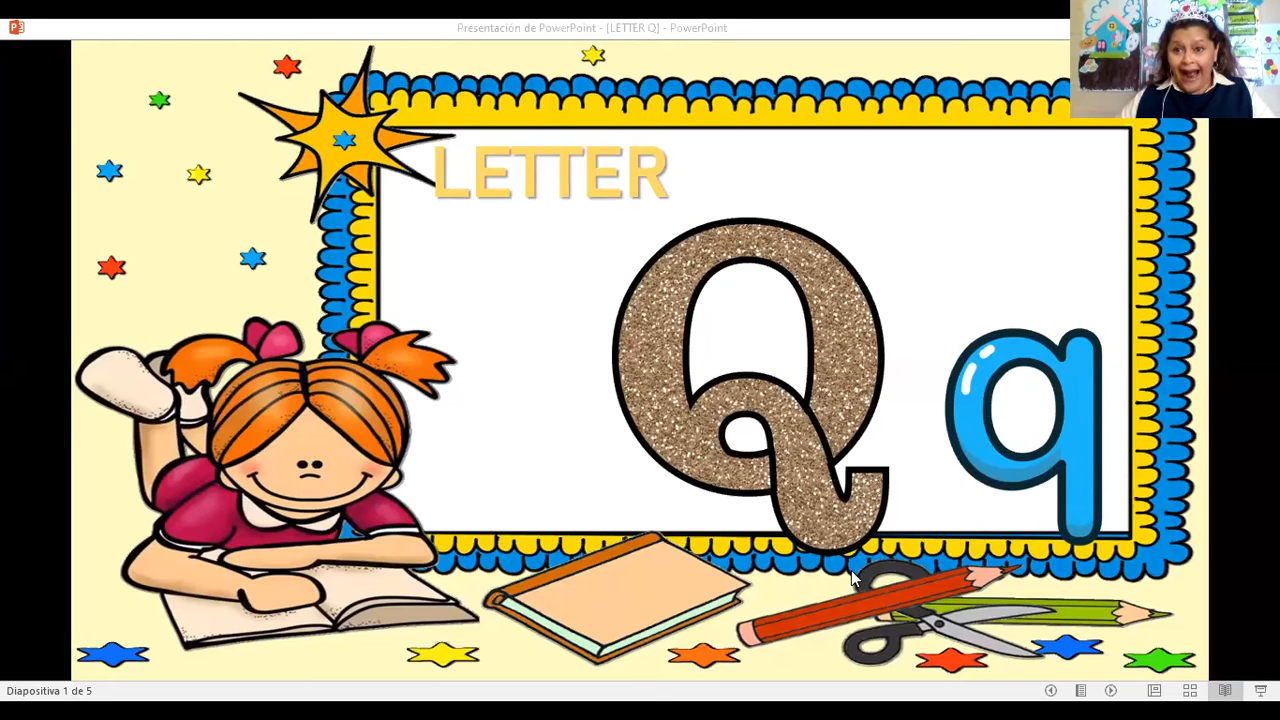 Presentación de PowerPoint - [LETTER Q] - PowerPoint
LETTER
Q q
Diapositiva 1 de 5